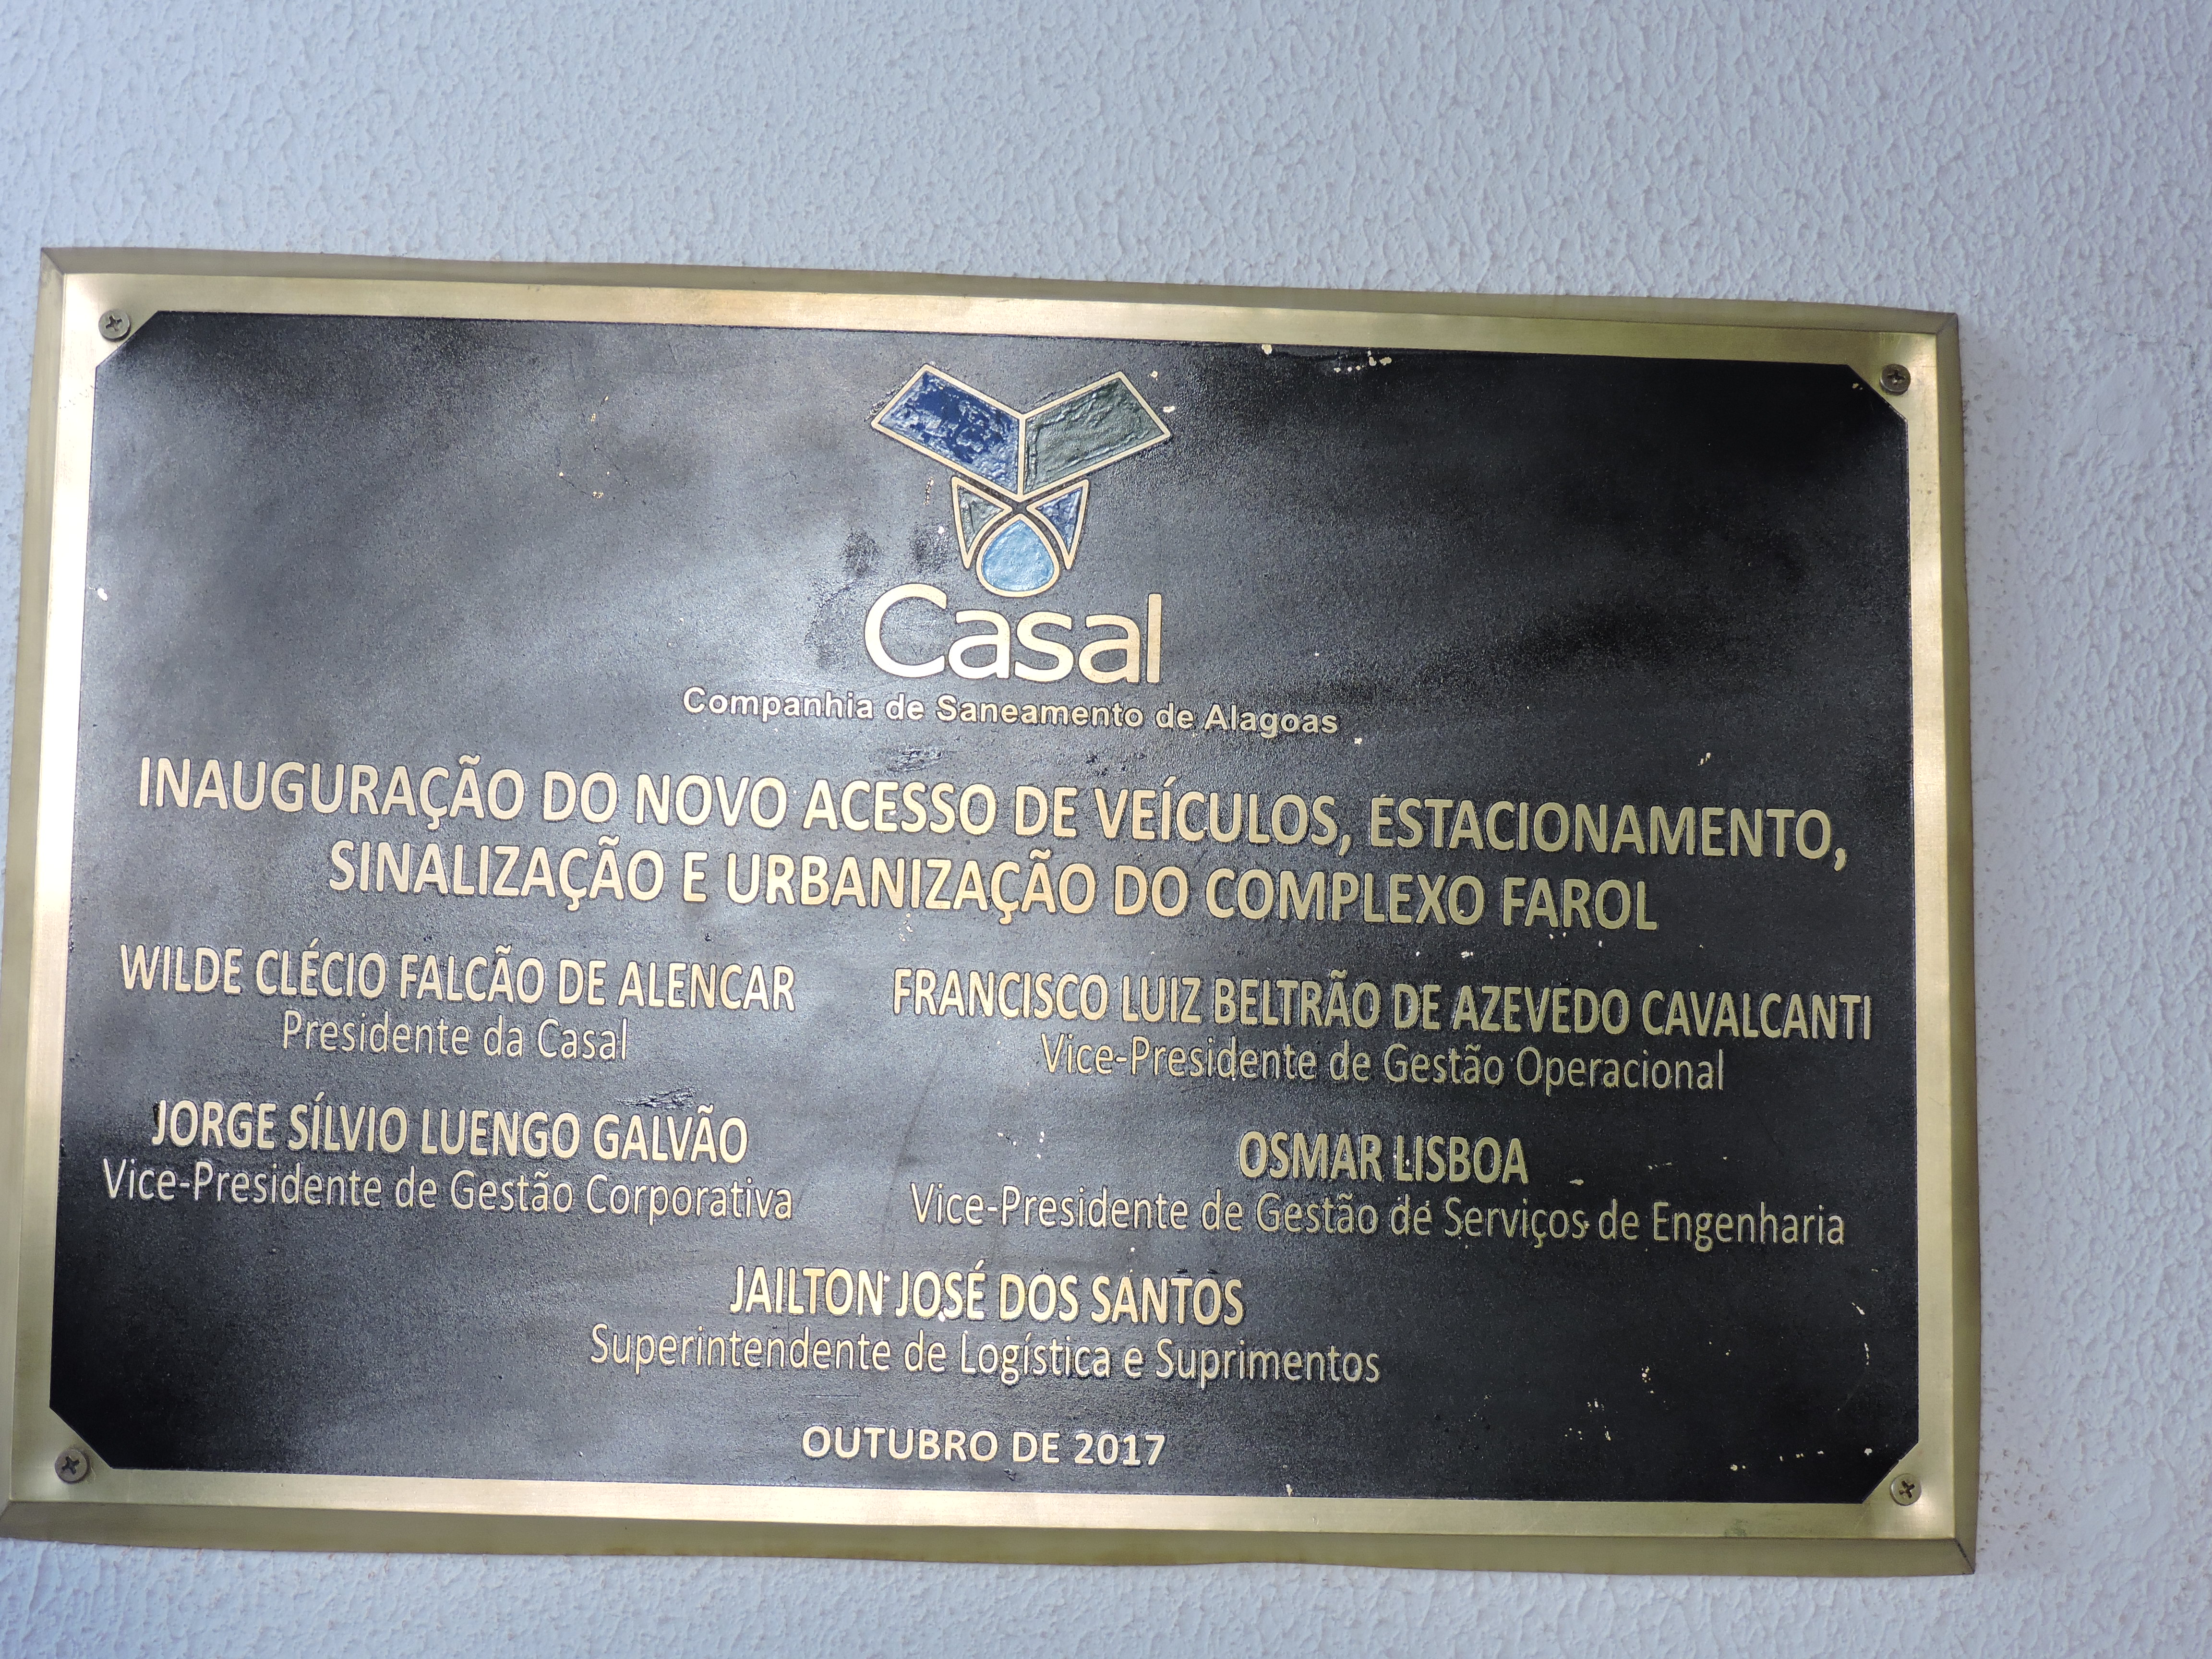 Casal
Companhia de Saneamento de Alagoas
INAUGURAÇÃO DO NOVO ACESSO DE VEÍCULOS, ESTACIONAMENTO,
SINALIZAÇÃO E URBANIZAÇÃO DO COMPLEXO FAROL
WILDE CLÉCIO FALCÃO DE ALENCAR
Presidente da Casal
FRANCISCO LUIZ BELTRÃO DE AZEVEDO CAVALCANTI
Vice-Presidente de Gestão Operacional
JORGE SÍLVIO LUENGO GALVÃO
Vice-Presidente de Gestão Corporativa
OSMAR LISBOA
Vice-Presidente de Gestão de Serviços de Engenharia
JAILTON JOSÉ DOS SANTOS
Superintendente de Logística e Suprimentos
OUTUBRO DE 2017